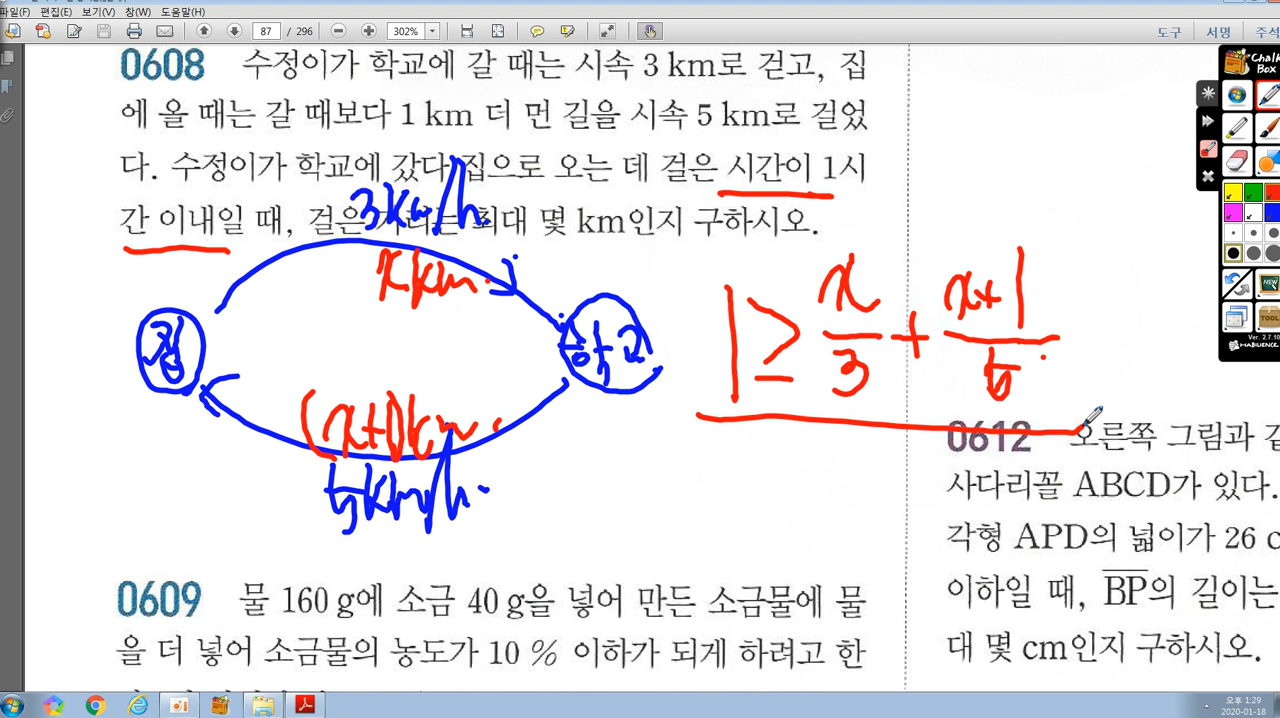 파일(F) 편집(E) 보기(V) 창(W) 도움말(H)
87 / 296 302%
도구 서명 주석
0608 수정이가 학교에 갈 때는 시속 3 km로 걷고, 집
에 올 때는 갈 때보다 1 km 더 먼 길을 시속 5 km로 걸었
다. 수정이가 학교에 갔다 집으로 오는 데 걸은 시간이 1시
간 이내일 때, 걸은 거리는 최대 몇 km인지 구하시오.
3km/h.
x km.
집
학교
(x+1)km
5km/h.
1 ≥ x/3 + x+1/5
0609 물 160 g에 소금 40 g을 넣어 만든 소금물에 물
을 더 넣어 소금물의 농도가 10 % 이하가 되게 하려고 한
0612 오른쪽 그림과 같
사다리꼴 ABCD가 있다.
각형 APD의 넓이가 26 c
이하일 때, BP의 길이는
대 몇 cm인지 구하시오.
Chalk
Box
NEW
TOOL
Ver. 2.7.10
HABILIENCE
오후 1:29
2020-01-18